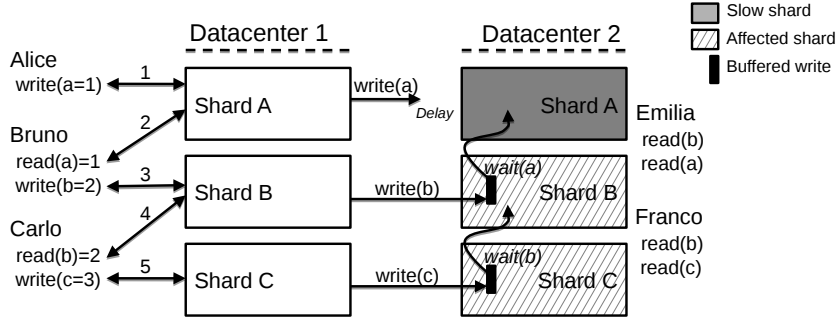 Datacenter 1
Datacenter 2
Slow shard
Affected shard
Buffered write
Alice
write(a=1)
1
Shard A
write(a)
Delay
Shard A
Emilia
read(b)
read(a)
2
Bruno
read(a)=1
write(b=2)
3
Shard B
write(b)
wait(a)
Shard B
4
Carlo
read(b)=2
write(c=3)
5
Shard C
write(c)
wait(b)
Shard C
Franco
read(b)
read(c)